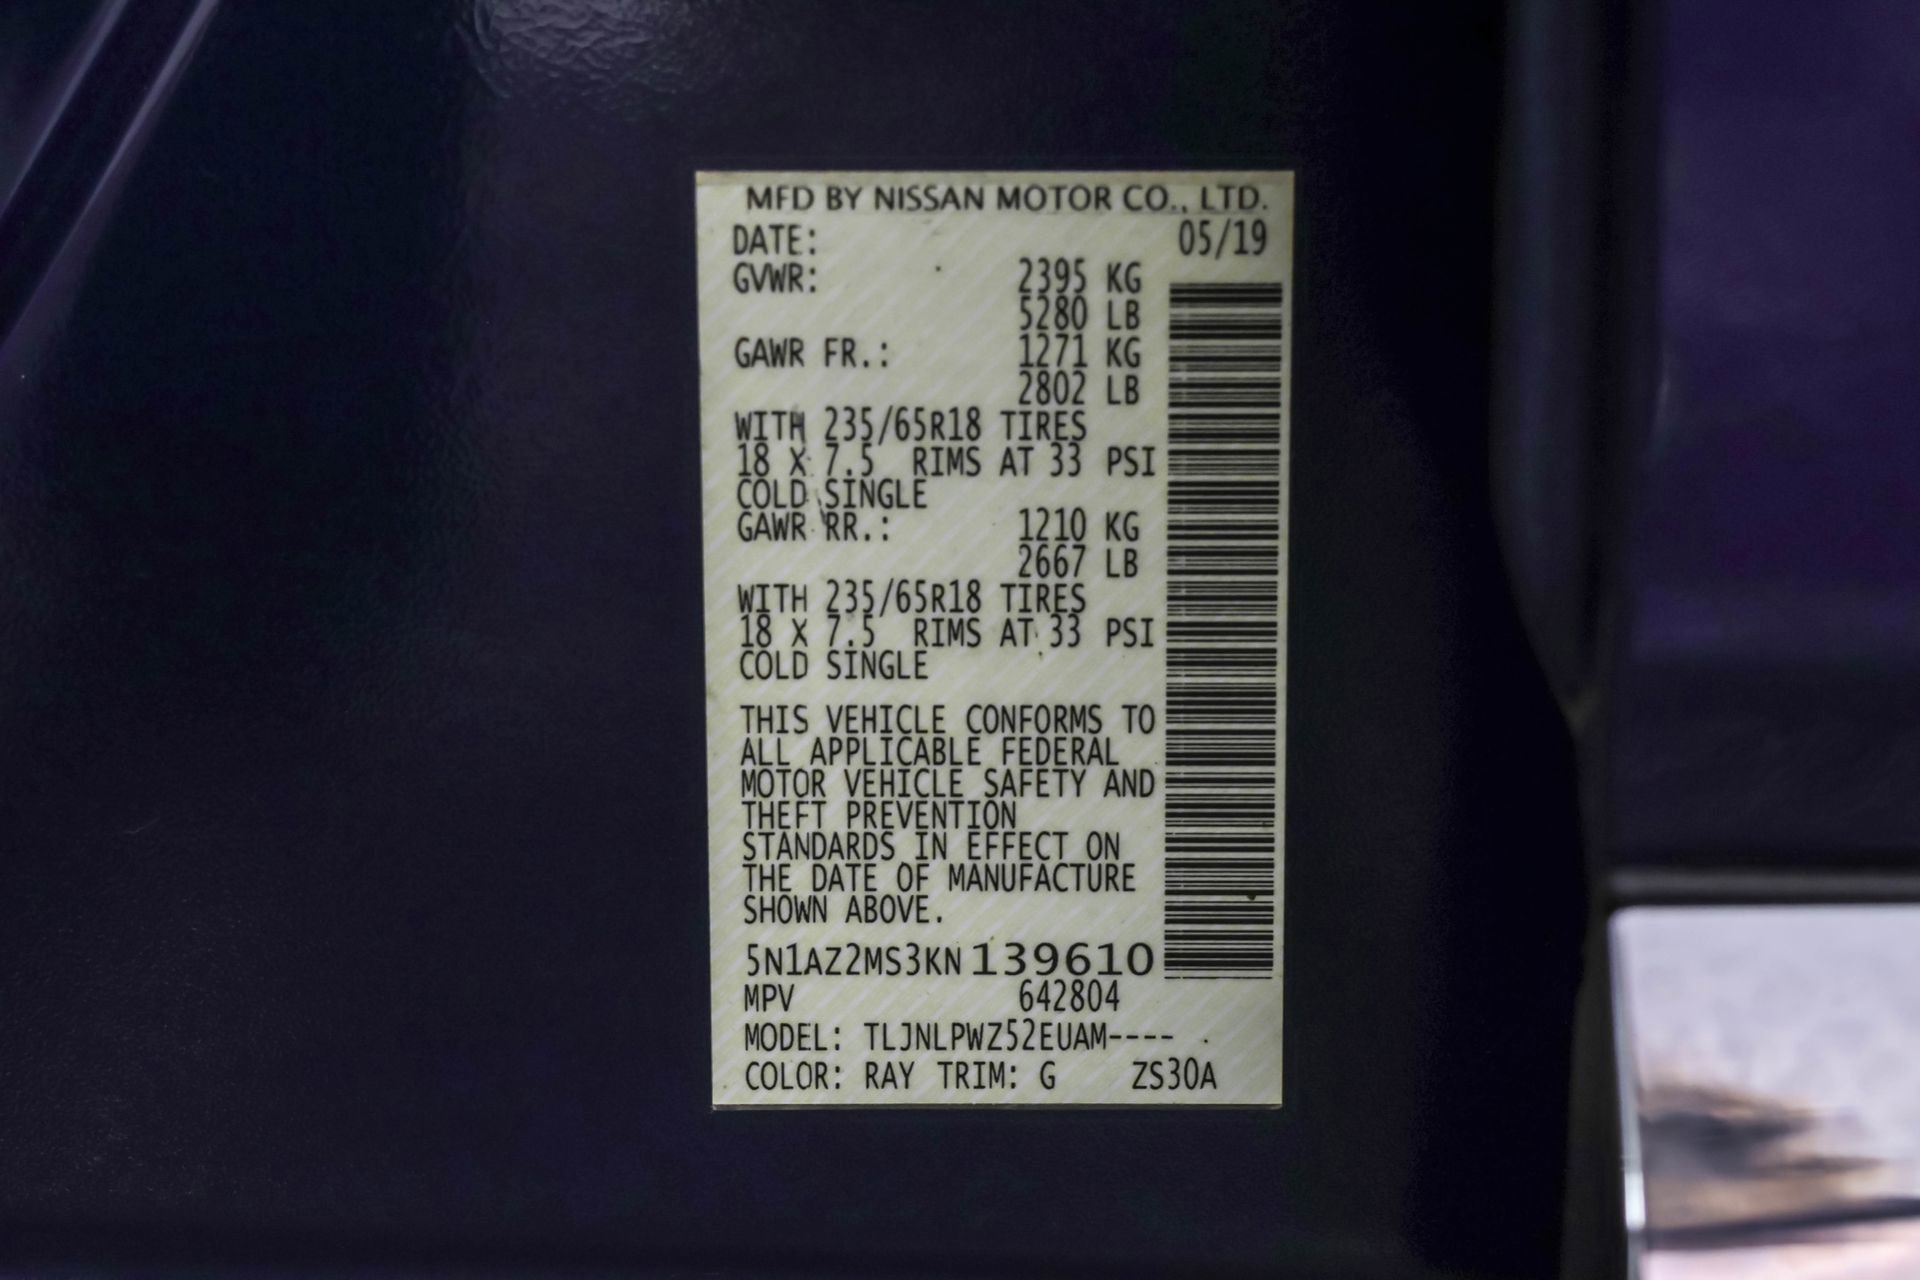 MFD BY NISSAN MOTOR CO., LTD.
DATE: 05/19
GVWR: 2395 KG
5280 LB
GAWR FR.: 1271 KG
2802 LB
WITH 235/65R18 TIRES
18 X 7.5 RIMS AT 33 PSI
COLD SINGLE
GAWR RR.: 1210 KG
2667 LB
WITH 235/65R18 TIRES
18 X 7.5 RIMS AT 33 PSI
COLD SINGLE
THIS VEHICLE CONFORMS TO
ALL APPLICABLE FEDERAL
MOTOR VEHICLE SAFETY AND
THEFT PREVENTION
STANDARDS IN EFFECT ON
THE DATE OF MANUFACTURE
SHOWN ABOVE.
5N1AZ2MS3KN139610
MPV 642804
MODEL: TLJNLPWZ52EUAM----
COLOR: RAY TRIM: G ZS30A